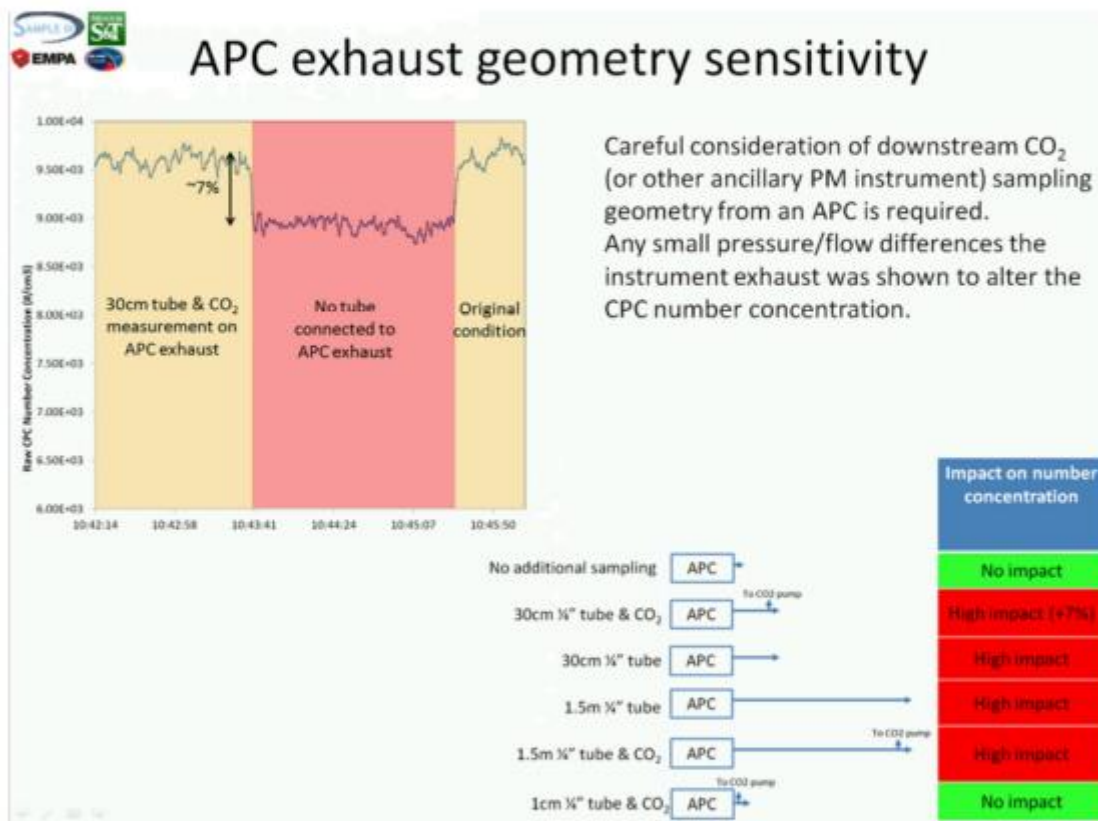 SAMPLE III
S&T
EMPA
APC exhaust geometry sensitivity
1.00E+04
9.50E+03
9.00E+03
8.50E+03
8.00E+03
7.50E+03
7.00E+03
6.50E+03
6.00E+03
Raw CPC Number Concentration (#/cm3)
~7%
30cm tube & CO₂
measurement on
APC exhaust
No tube
connected to
APC exhaust
Original
condition
10:42:14 10:42:58 10:43:41 10:44:24 10:45:07 10:45:50
Careful consideration of downstream CO₂
(or other ancillary PM instrument) sampling
geometry from an APC is required.
Any small pressure/flow differences the
instrument exhaust was shown to alter the
CPC number concentration.
Impact on number
concentration
No additional sampling APC No impact
To CO2 pump
30cm ¼” tube & CO₂ APC High impact (+7%)
30cm ¼” tube APC High impact
1.5m ¼” tube APC High impact
To CO2 pump
1.5m ¼” tube & CO₂ APC High impact
To CO2 pump
1cm ¼” tube & CO₂ APC No impact